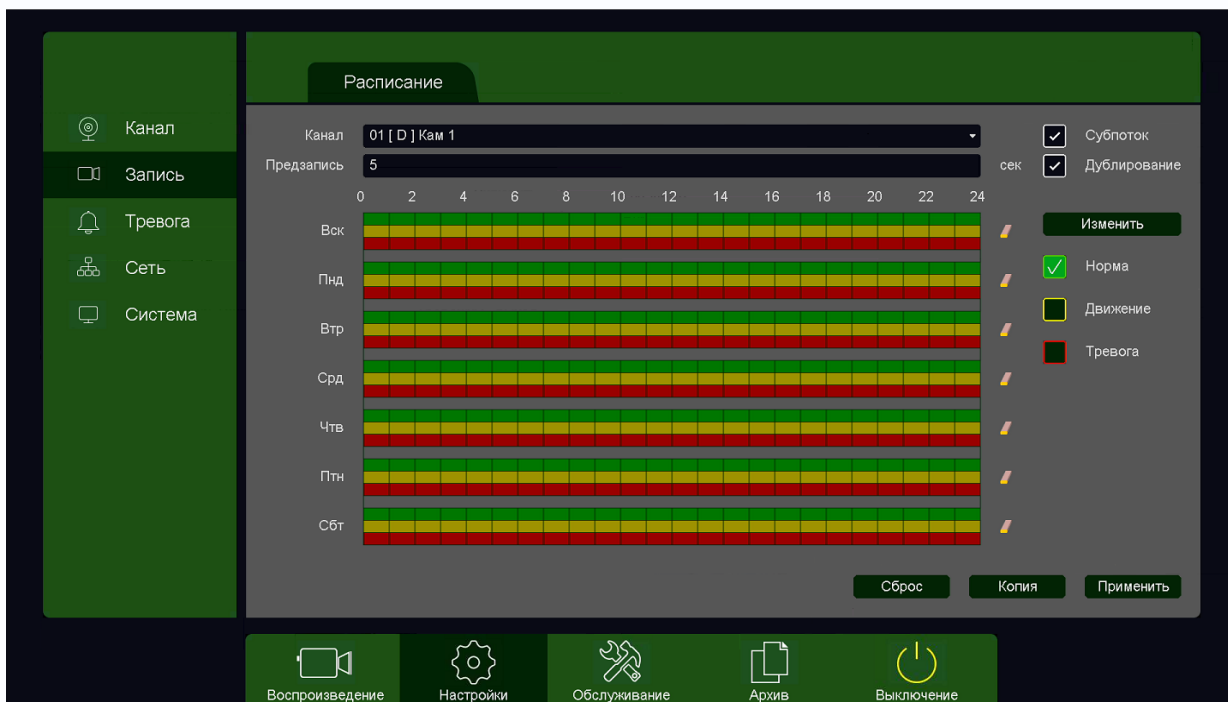 Расписание
Канал
Запись
Тревога
Сеть
Система
Канал 01 [ D ] Кам 1 Субпоток
Предзапись 5 сек Дублирование
0 2 4 6 8 10 12 14 16 18 20 22 24
Вск Изменить
Пнд Норма
Втр Движение
Срд Тревога
Чтв
Птн
Сбт
Сброс Копия Применить
Воспроизведение Настройки Обслуживание Архив Выключение